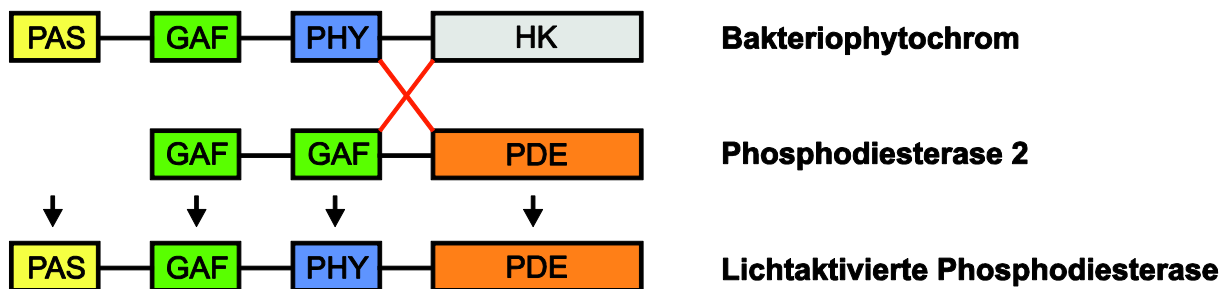 PAS GAF PHY HK Bakteriophytochrom
GAF GAF PDE Phosphodiesterase 2
PAS GAF PHY PDE Lichtaktivierte Phosphodiesterase